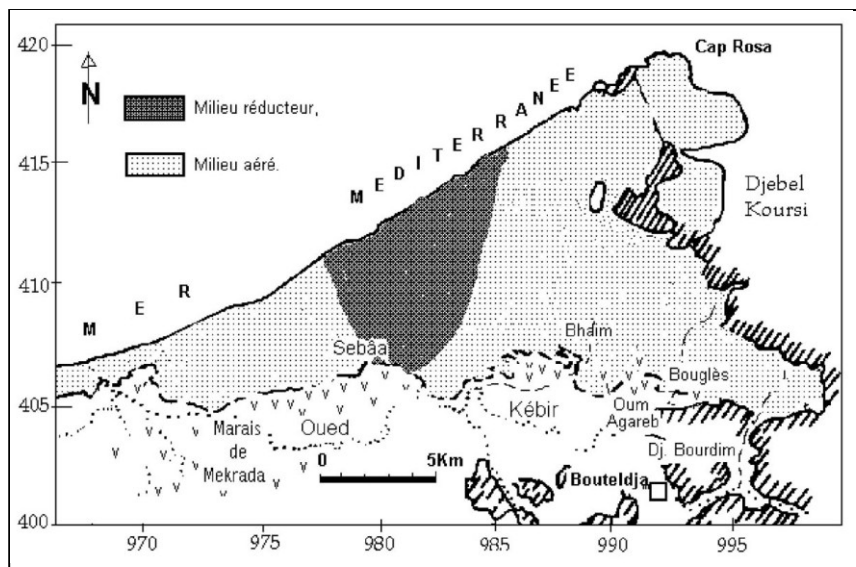 420
415
410
405
400
N
Milieu réducteur,
Milieu aéré.
MER MEDITERRANEE
Cap Rosa
Djebel
Koursi
Sebâa
Bhaim
Bouglès
Marais
de
Mekrada
Oued
Kébir
Oum
Agareb
Dj. Bourdim
Bouteldja
0 5Km
970 975 980 985 990 995